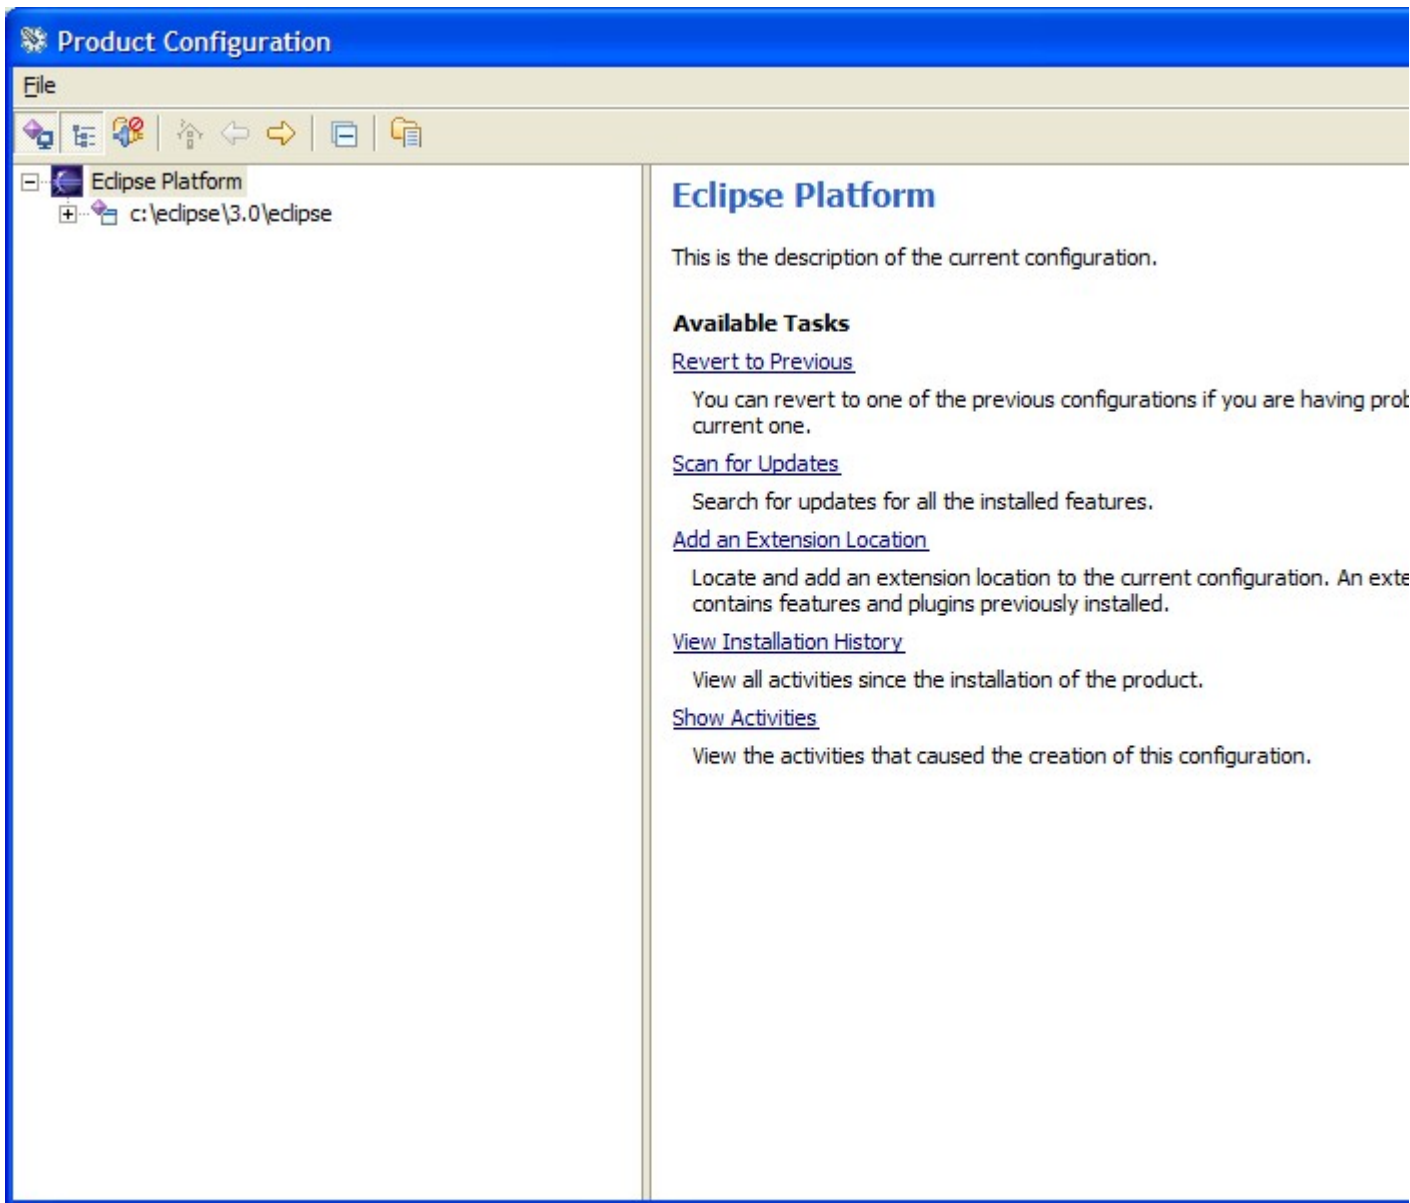 Product Configuration
File
Eclipse Platform
c:\eclipse\3.0\eclipse
Eclipse Platform
This is the description of the current configuration.
Available Tasks
Revert to Previous
You can revert to one of the previous configurations if you are having
current one.
Scan for Updates
Search for updates for all the installed features.
Add an Extension Location
Locate and add an extension location to the current configuration. An
contains features and plugins previously installed.
View Installation History
View all activities since the installation of the product.
Show Activities
View the activities that caused the creation of this configuration.